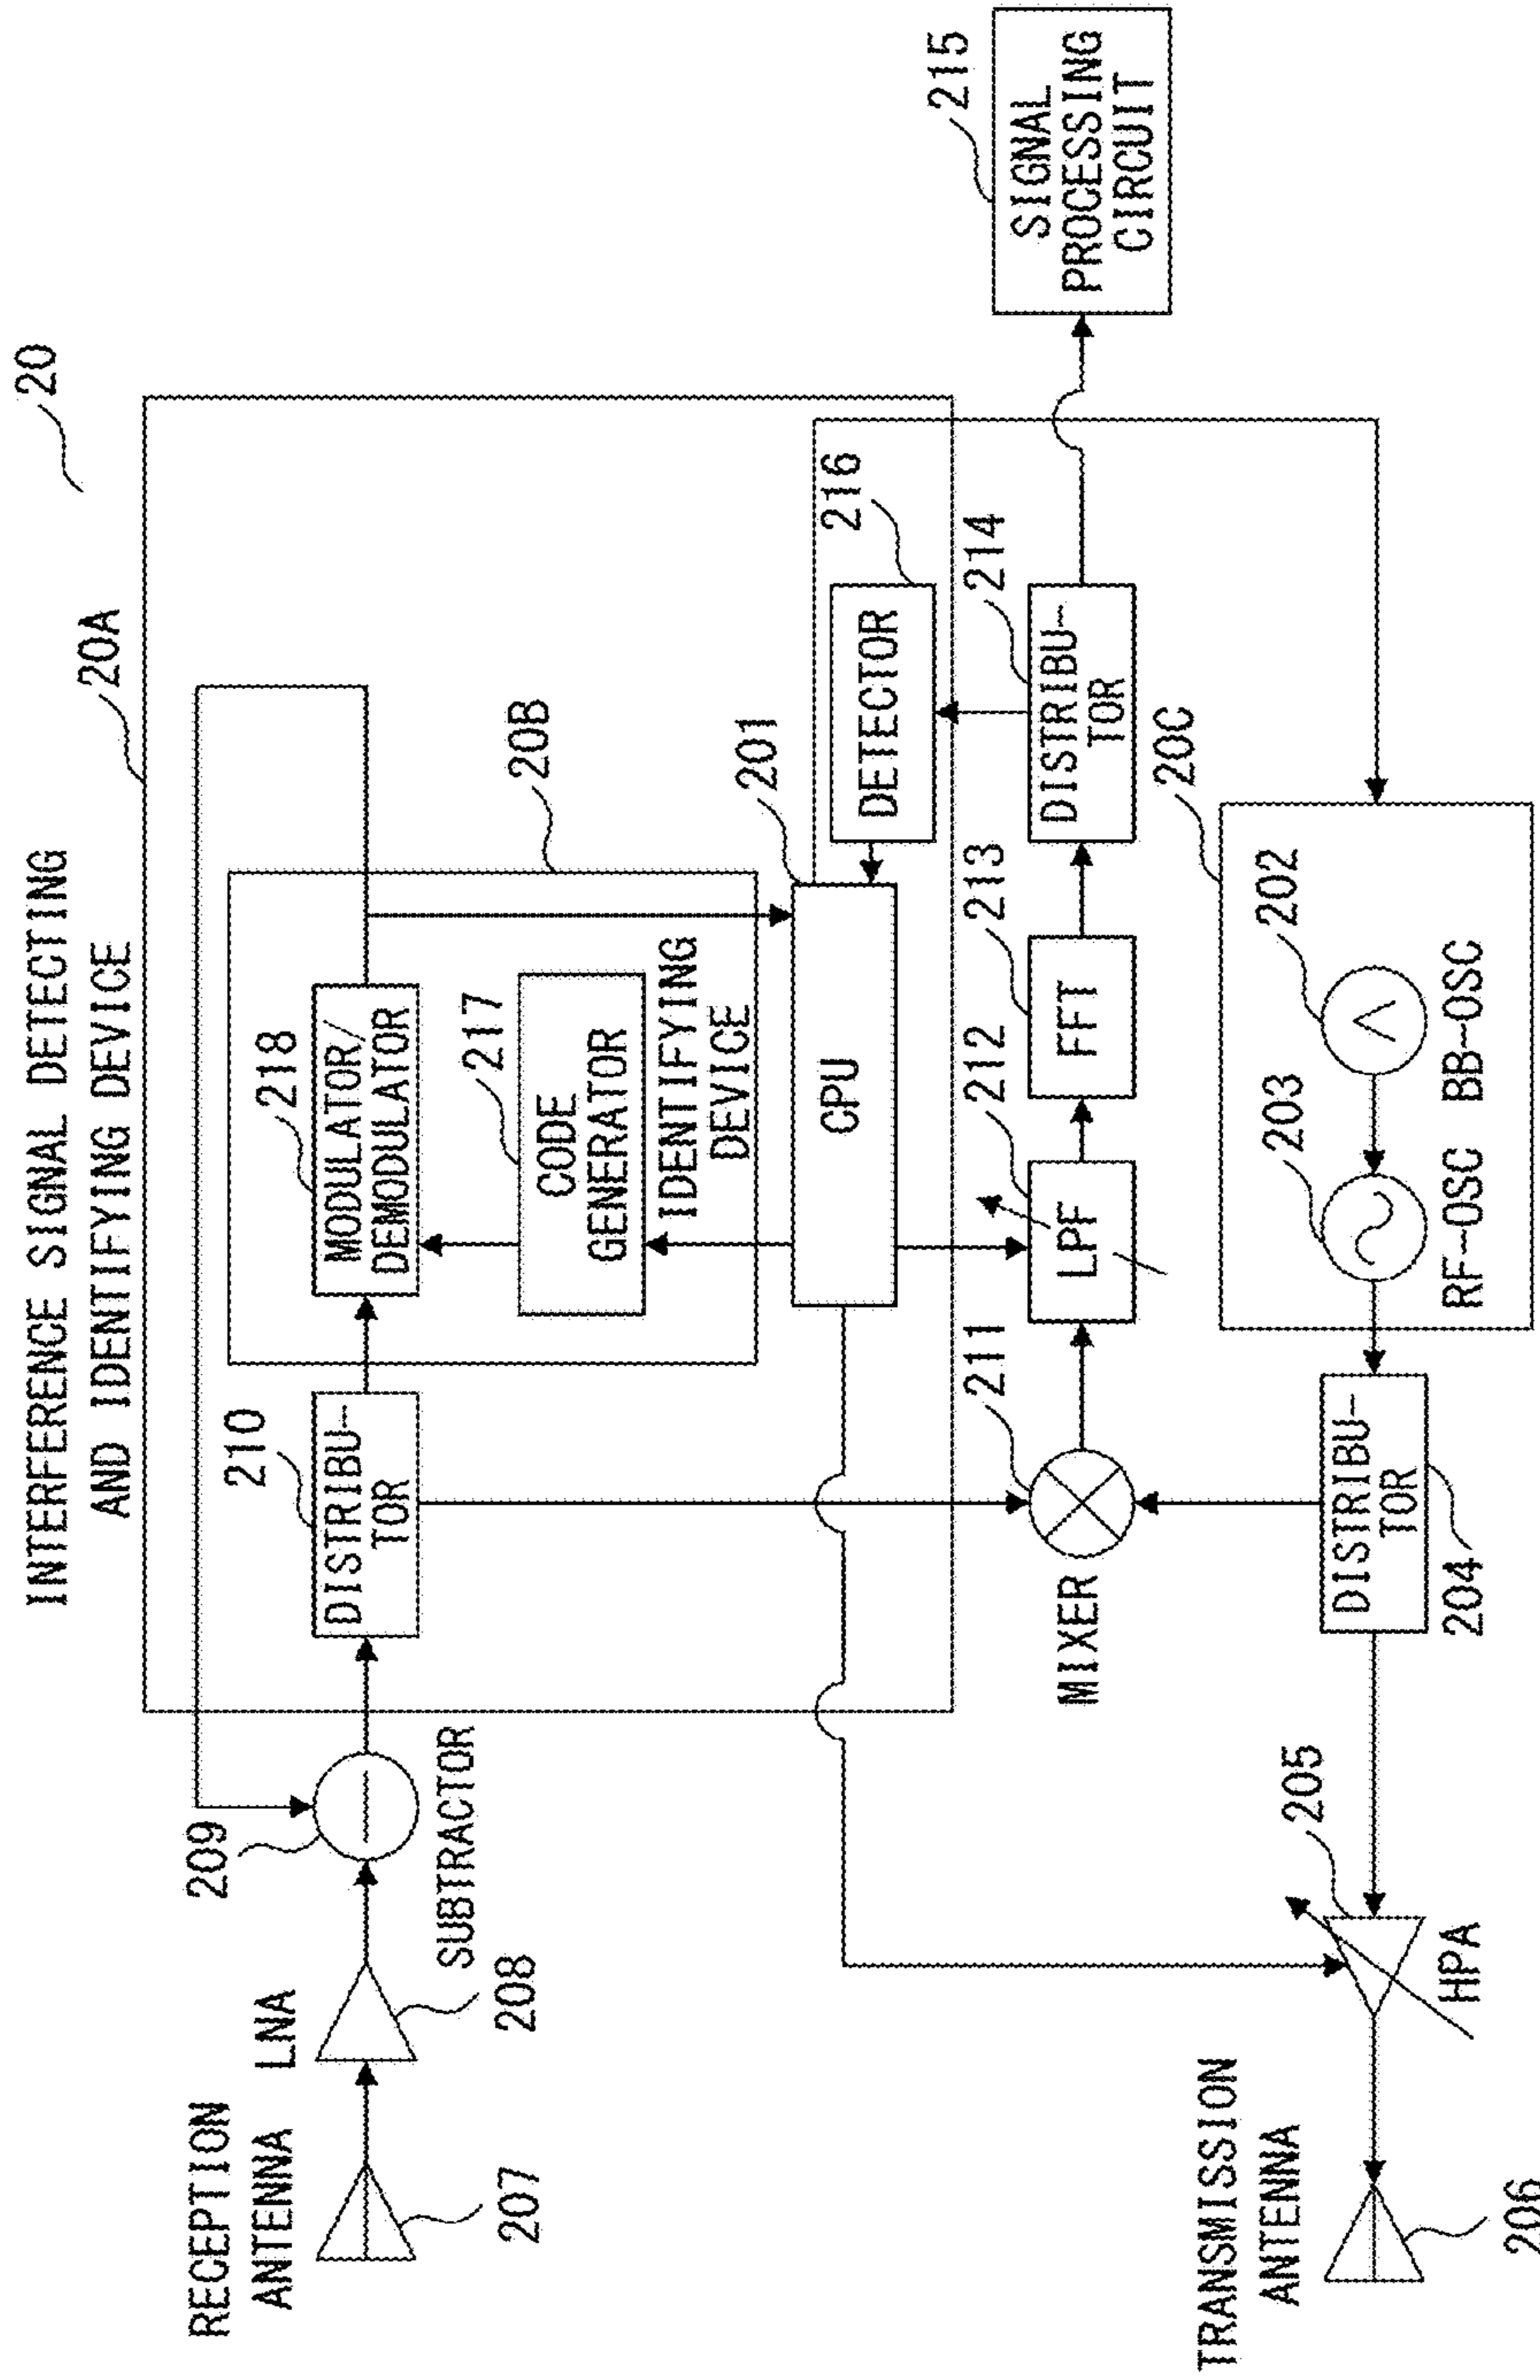 INTERFERENCE SIGNAL DETECTING
AND IDENTIFYING DEVICE
20A
20
RECEPTION
ANTENNA
207
LNA
208
209
SUBTRACTOR
210
DISTRIBU-
TOR
218
MODULATOR/
DEMODULATOR
20B
217
CODE
GENERATOR
IDENTIFYING
DEVICE
201
CPU
216
DETECTOR
MIXER
211
212
LPF
213
FFT
214
DISTRIBU-
TOR
215
SIGNAL
PROCESSING
CIRCUIT
TRANSMISSION
ANTENNA
206
205
HPA
DISTRIBU-
TOR
204
20C
203
RF-OSC
202
BB-OSC